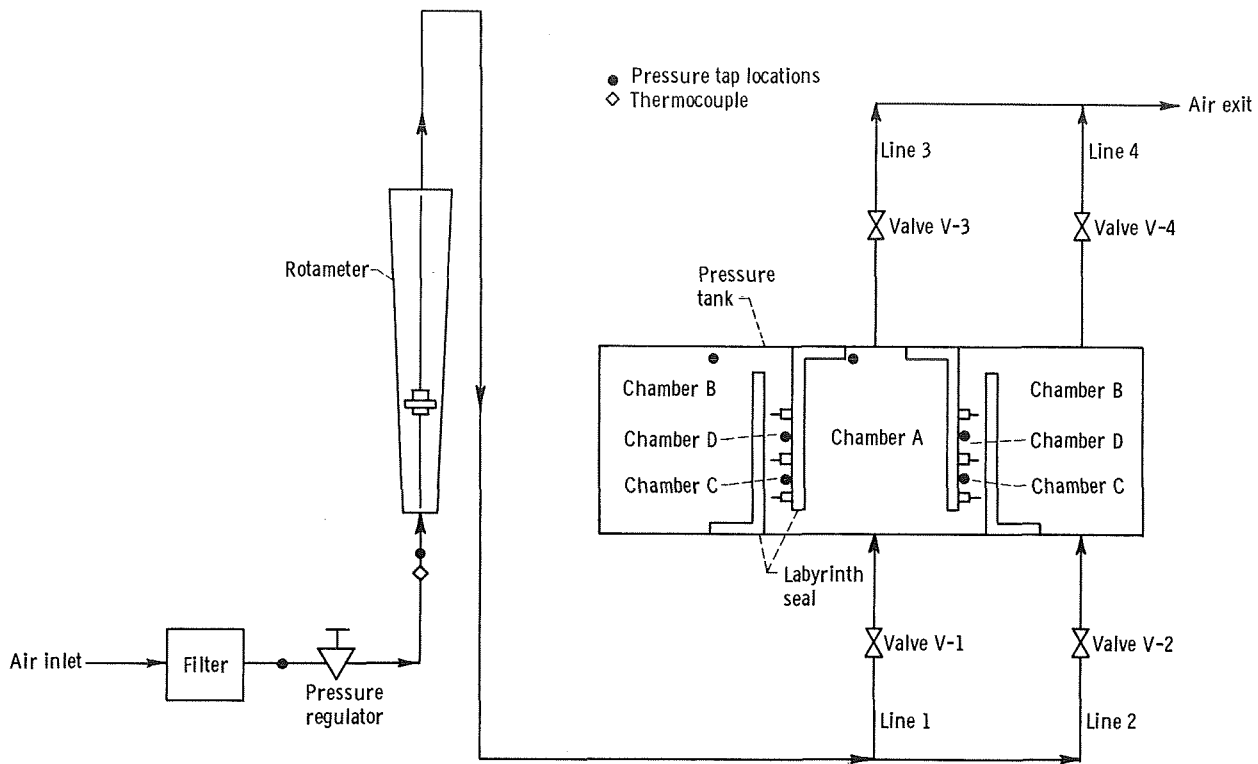 Pressure tap locations
Thermocouple
Air exit
Line 3
Line 4
Valve V-3
Valve V-4
Rotameter
Pressure
tank
Chamber B
Chamber B
Chamber D
Chamber A
Chamber D
Chamber C
Chamber C
Labyrinth
seal
Air inlet
Filter
Pressure
regulator
Valve V-1
Valve V-2
Line 1
Line 2